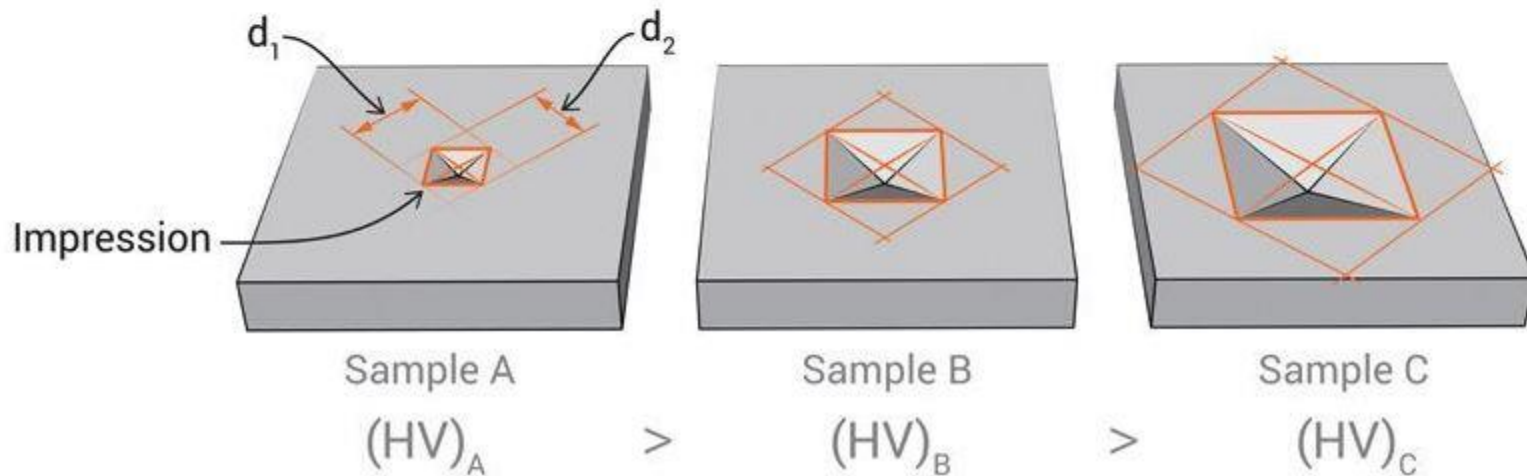 d₁ d₂
Impression
Sample A Sample B Sample C
(HV)A > (HV)B > (HV)C